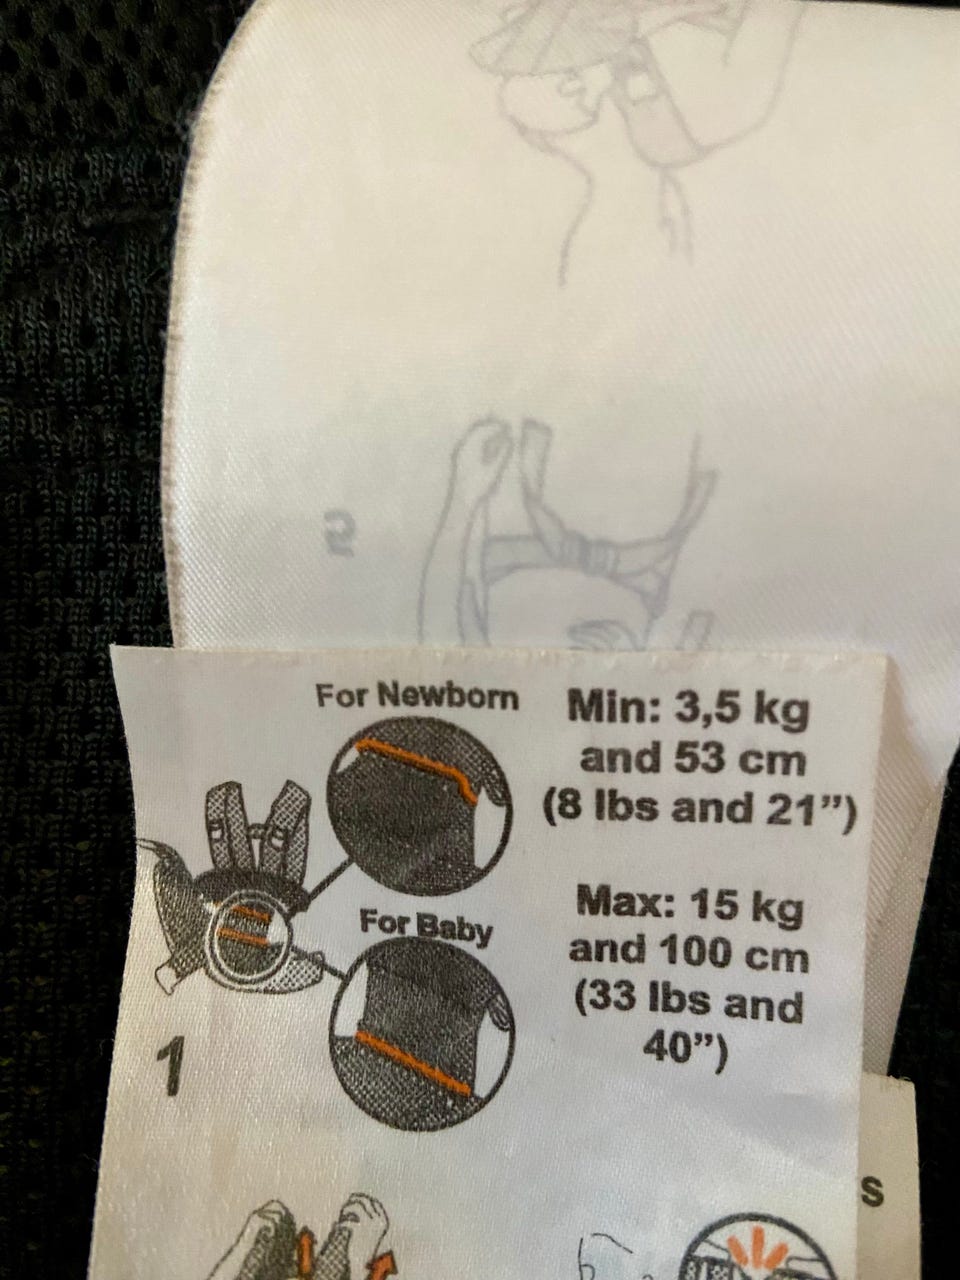 For Newborn
Min: 3,5 kg
and 53 cm
(8 lbs and 21”)
For Baby
Max: 15 kg
and 100 cm
(33 lbs and
40”)
1
s